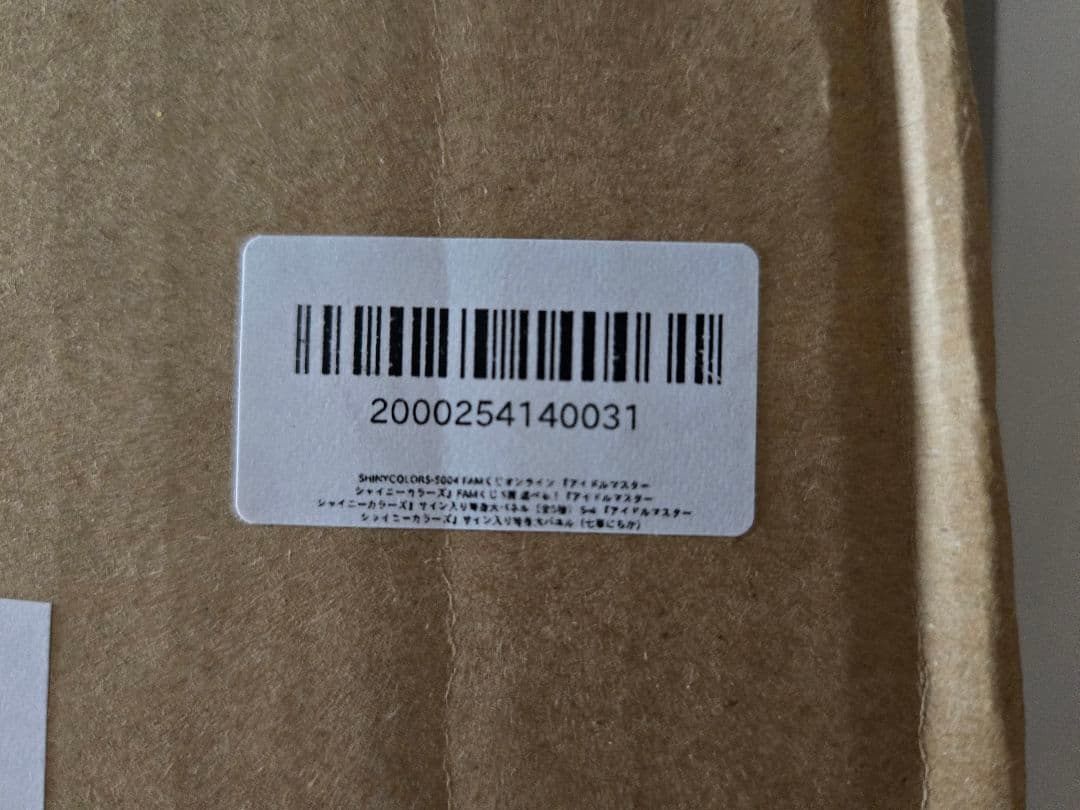 2000254140031
SHINYCOLORS-S004 FAMくじオンライン 『アイドルマスター
シャイニーカラーズ』 FAMくじ S賞 選べる! 『アイドルマスター
シャイニーカラーズ』 サイン入り等身大パネル (全5種) S-4 『アイドルマスター
シャイニーカラーズ』 サイン入り等身大パネル (七草にちか)